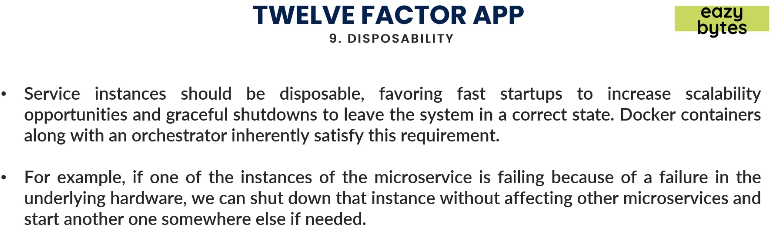 TWELVE FACTOR APP
eazy
bytes
9. DISPOSABILITY
• Service instances should be disposable, favoring fast startups to increase scalability
opportunities and graceful shutdowns to leave the system in a correct state. Docker containers
along with an orchestrator inherently satisfy this requirement.
• For example, if one of the instances of the microservice is failing because of a failure in the
underlying hardware, we can shut down that instance without affecting other microservices and
start another one somewhere else if needed.